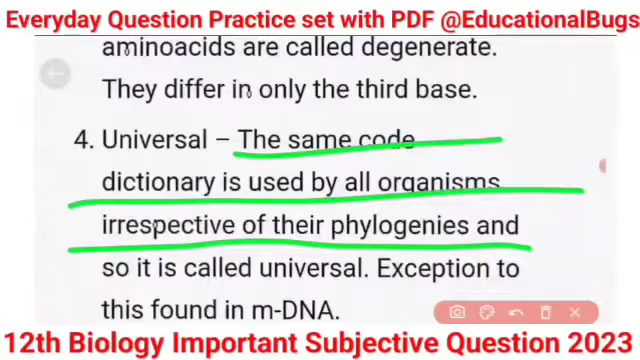 Everyday Question Practice set with PDF @EducationalBugs
aminoacids are called degenerate.
They differ in only the third base.
4. Universal – The same code
dictionary is used by all organisms
irrespective of their phylogenies and
so it is called universal. Exception to
this found in m-DNA.
12th Biology Important Subjective Question 2023